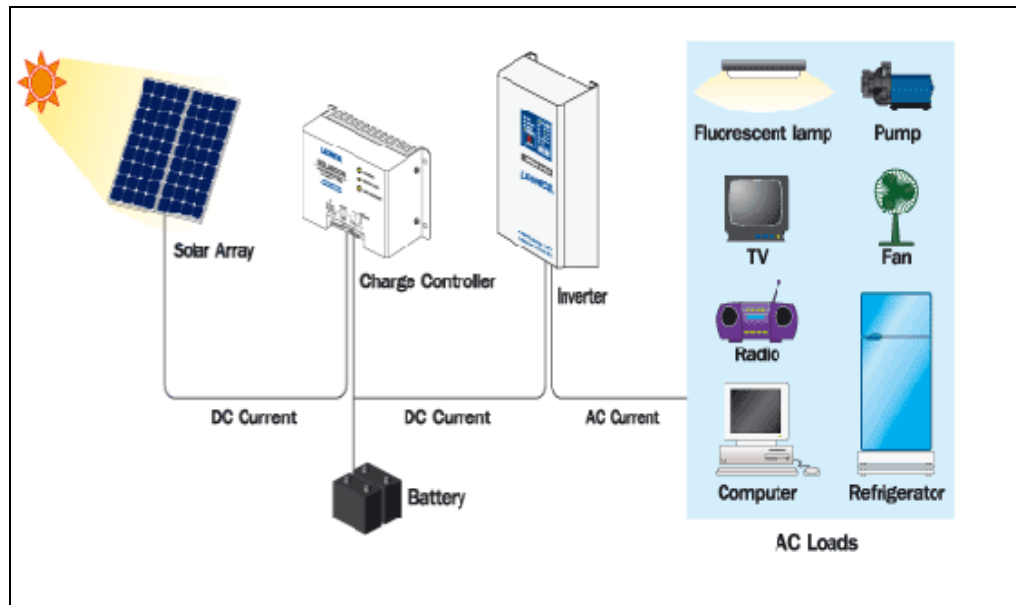 Fluorescent lamp
Pump
Solar Array
Charge Controller
Inverter
TV
Fan
Radio
DC Current
DC Current
AC Current
Battery
Computer
Refrigerator
AC Loads